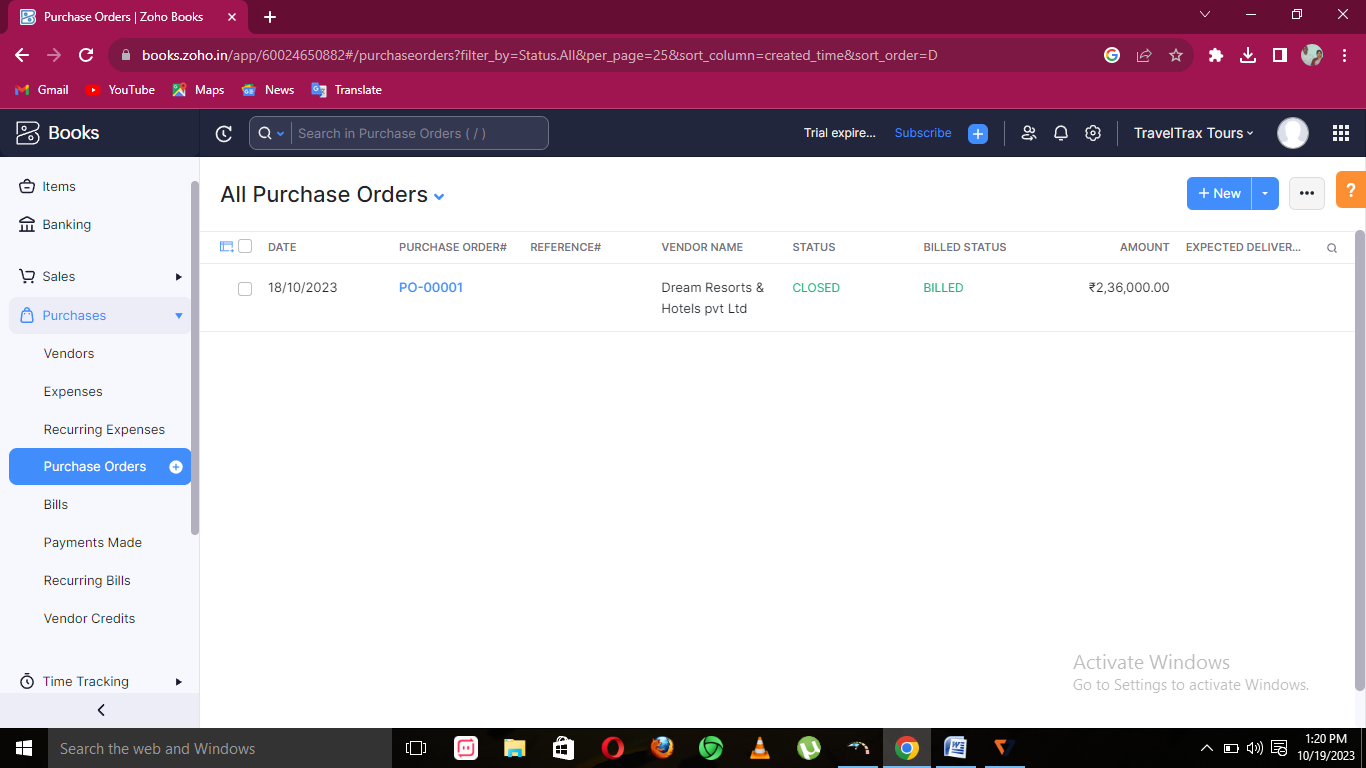 Purchase Orders | Zoho Books
books.zoho.in/app/60024650882#/purchaseorders?filter_by=Status.All&per_page=25&sort_column=created_time&sort_order=D
Gmail YouTube Maps News Translate
Books Search in Purchase Orders ( / ) Trial expire... Subscribe TravelTrax Tours
Items
Banking
Sales
Purchases
Vendors
Expenses
Recurring Expenses
Purchase Orders
Bills
Payments Made
Recurring Bills
Vendor Credits
Time Tracking
All Purchase Orders + New ...
?
DATE PURCHASE ORDER# REFERENCE# VENDOR NAME STATUS BILLED STATUS AMOUNT EXPECTED DELIVER...
18/10/2023 PO-00001 Dream Resorts & CLOSED BILLED ₹2,36,000.00
Hotels pvt Ltd
Activate Windows
Go to Settings to activate Windows.
Search the web and Windows
1:20 PM
10/19/2023